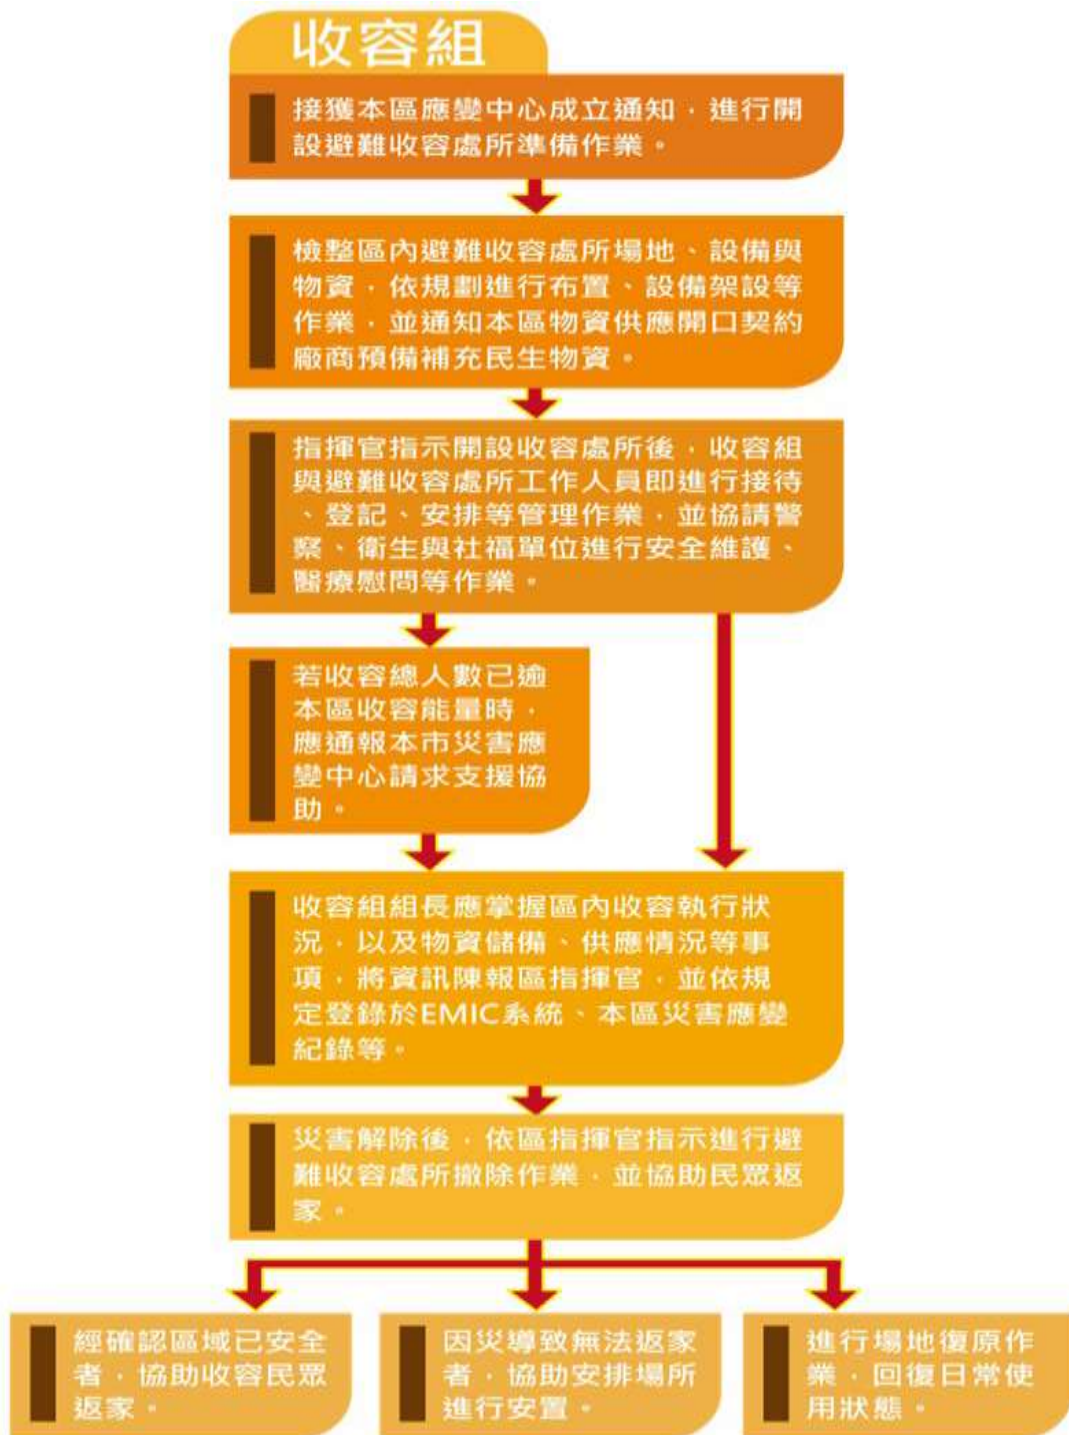 收容組
接獲本區應變中心成立通知，進行開
設避難收容處所準備作業。
檢整區內避難收容處所場地、設備與
物資，依規劃進行布置、設備架設等
作業，並通知本區物資供應開口契約
廠商預備補充民生物資。
指揮官指示開設收容處所後，收容組
與避難收容處所工作人員即進行接待
、登記、安排等管理作業，並協請警
察、衛生與社福單位進行安全維護、
醫療慰問等作業。
若收容總人數已逾
本區收容能量時，
應通報本市災害應
變中心請求支援協
助。
收容組組長應掌握區內收容執行狀
況，以及物資儲備、供應情況等事
項，將資訊陳報區指揮官，並依規
定登錄於EMIC系統、本區災害應變
紀錄等。
災害解除後，依區指揮官指示進行避
難收容處所撤除作業，並協助民眾返
家。
經確認區域已安全
者，協助收容民眾
返家。
因災導致無法返家
者，協助安排場所
進行安置。
進行場地復原作
業，回復日常使
用狀態。